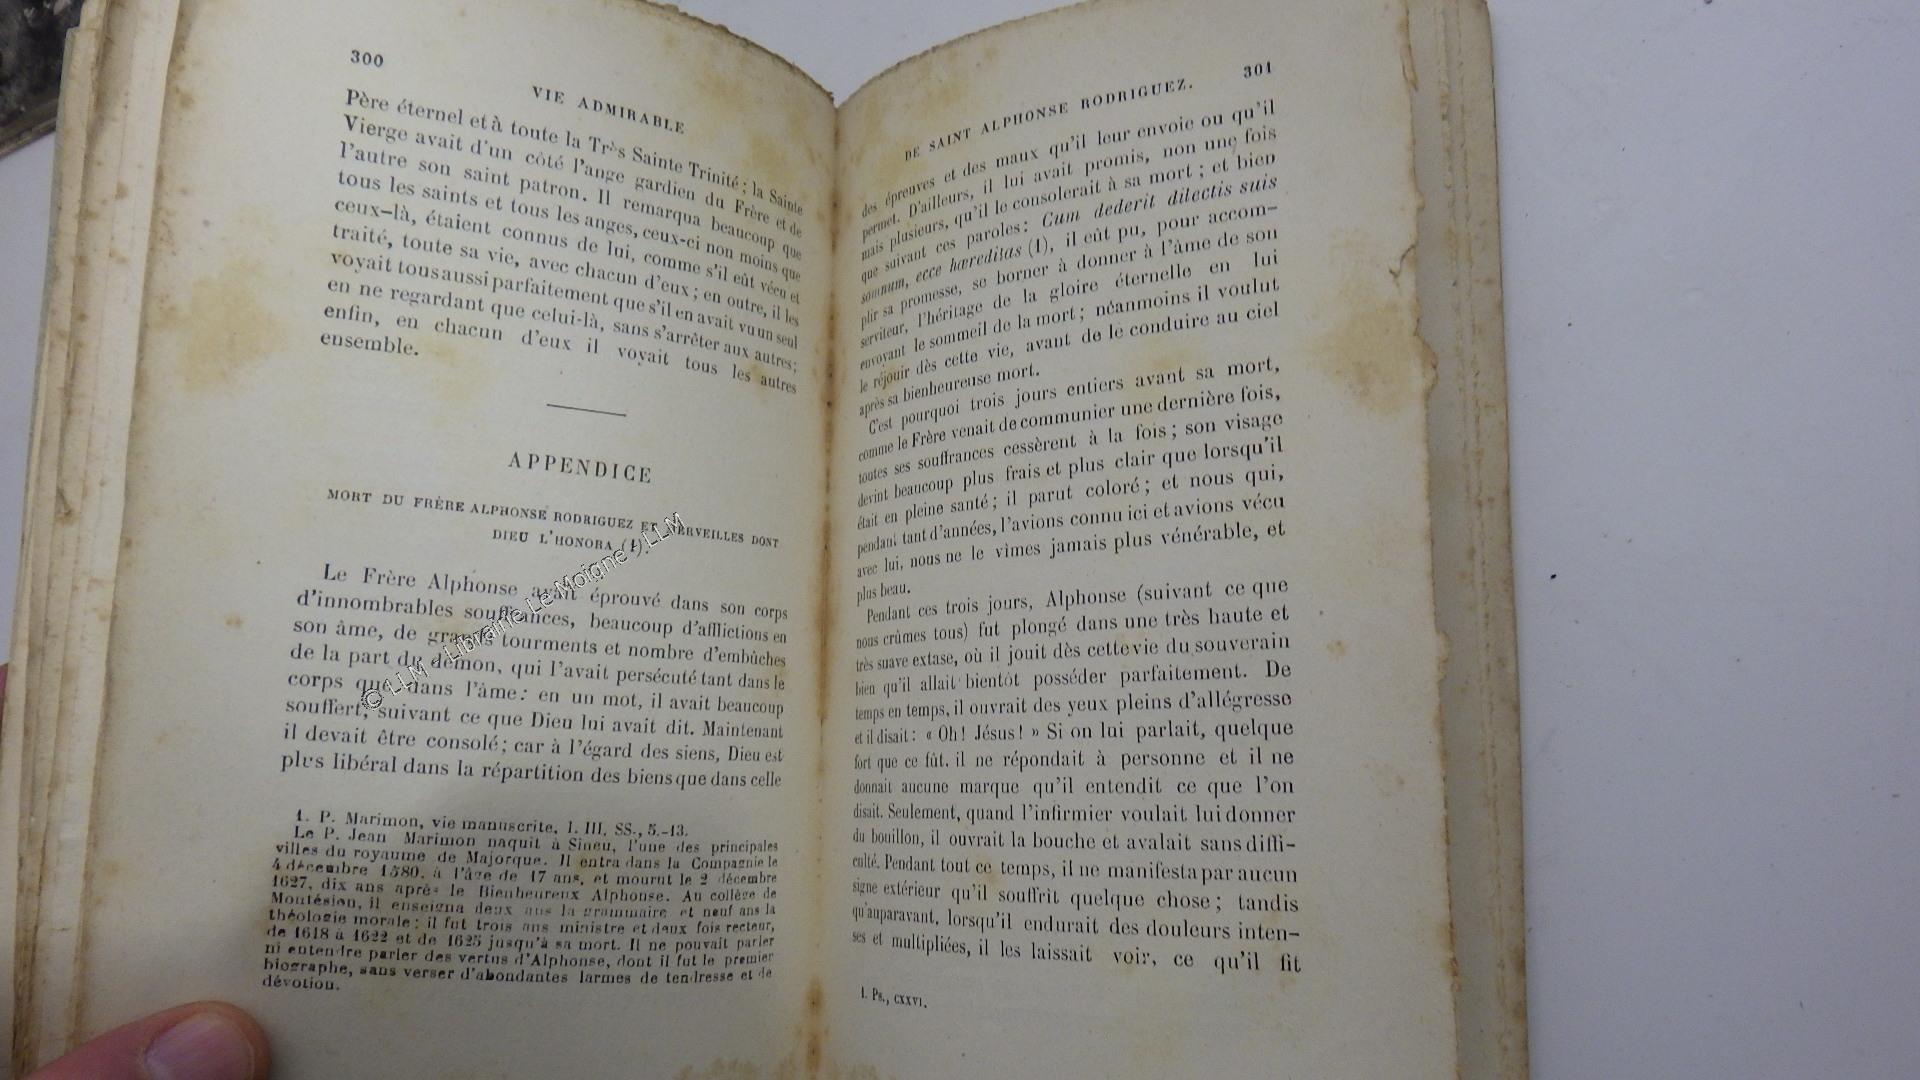 300
VIE ADMIRABLE
Père éternel et à toute la Très Sainte Trinité; la Sainte
Vierge avait d'un côté l'ange gardien du Frère et de
l'autre son saint patron. Il remarqua beaucoup que
tous les saints et tous les anges, ceux-ci non moins que
ceux-là, étaient connus de lui, comme s'il eût vécu et
traité, toute sa vie, avec chacun d'eux; en outre, il les
voyait tous aussi parfaitement que s'il en avait vu un seul
en ne regardant que celui-là, sans s'arrêter aux autres;
enfin, en chacun d'eux il voyait tous les autres
ensemble.
APPENDICE
MORT DU FRÈRE ALPHONSE RODRIGUEZ ET MERVEILLES DONT
DIEU L'HONORA (1).
Le Frère Alphonse avait éprouvé dans son corps
d'innombrables souffrances, beaucoup d'afflictions en
son âme, de grands tourments et nombre d'embûches
de la part du démon, qui l'avait persécuté tant dans le
corps que dans l'âme: en un mot, il avait beaucoup
souffert, suivant ce que Dieu lui avait dit. Maintenant
il devait être consolé; car à l'égard des siens, Dieu est
plus libéral dans la répartition des biens que dans celle
1. P. Marimon, vie manuscrite, l. III, SS., 5.-13.
Le P. Jean Marimon naquit à Sineu, l'une des principales
villes du royaume de Majorque. Il entra dans la Compagnie le
4 décembre 1580, à l'âge de 17 ans, et mourut le 2 décembre
1627, dix ans après le Bienheureux Alphonse. Au collège de
Montésion, il enseigna deux ans la grammaire et neuf ans la
théologie morale: il fut trois ans ministre et deux fois recteur,
de 1618 à 1622 et de 1625 jusqu'à sa mort. Il ne pouvait parler
ni entendre parler des vertus d'Alphonse, dont il fut le premier
biographe, sans verser d'abondantes larmes de tendresse et de
dévotion.
© LLM - Librairie Le Moigne - LLM
DE SAINT ALPHONSE RODRIGUEZ.
301
des épreuves et des maux qu'il leur envoie ou qu'il
permet. D'ailleurs, il lui avait promis, non une fois
mais plusieurs, qu'il le consolerait à sa mort; et bien
que suivant ces paroles: Cum dederit dilectis suis
somnum, ecce hæreditas (1), il eût pu, pour accom-
plir sa promesse, se borner à donner à l'âme de son
serviteur, l'héritage de la gloire éternelle en lui
envoyant le sommeil de la mort; néanmoins il voulut
le réjouir dès cette vie, avant de le conduire au ciel
après sa bienheureuse mort.
C'est pourquoi trois jours entiers avant sa mort,
comme le Frère venait de communier une dernière fois,
toutes ses souffrances cessèrent à la fois; son visage
devint beaucoup plus frais et plus clair que lorsqu'il
était en pleine santé; il parut coloré; et nous qui,
pendant tant d'années, l'avions connu ici et avions vécu
avec lui, nous ne le vîmes jamais plus vénérable, et
plus beau.
Pendant ces trois jours, Alphonse (suivant ce que
nous crûmes tous) fut plongé dans une très haute et
très suave extase, où il jouit dès cette vie du souverain
bien qu'il allait bientôt posséder parfaitement. De
temps en temps, il ouvrait des yeux pleins d'allégresse
et il disait: « Oh! Jésus! » Si on lui parlait, quelque
fort que ce fût, il ne répondait à personne et il ne
donnait aucune marque qu'il entendit ce que l'on
disait. Seulement, quand l'infirmier voulait lui donner
du bouillon, il ouvrait la bouche et avalait sans diffi-
culté. Pendant tout ce temps, il ne manifesta par aucun
signe extérieur qu'il souffrît quelque chose; tandis
qu'auparavant, lorsqu'il endurait des douleurs inten-
ses et multipliées, il les laissait voir, ce qu'il fit
1. Ps., CXXVI.